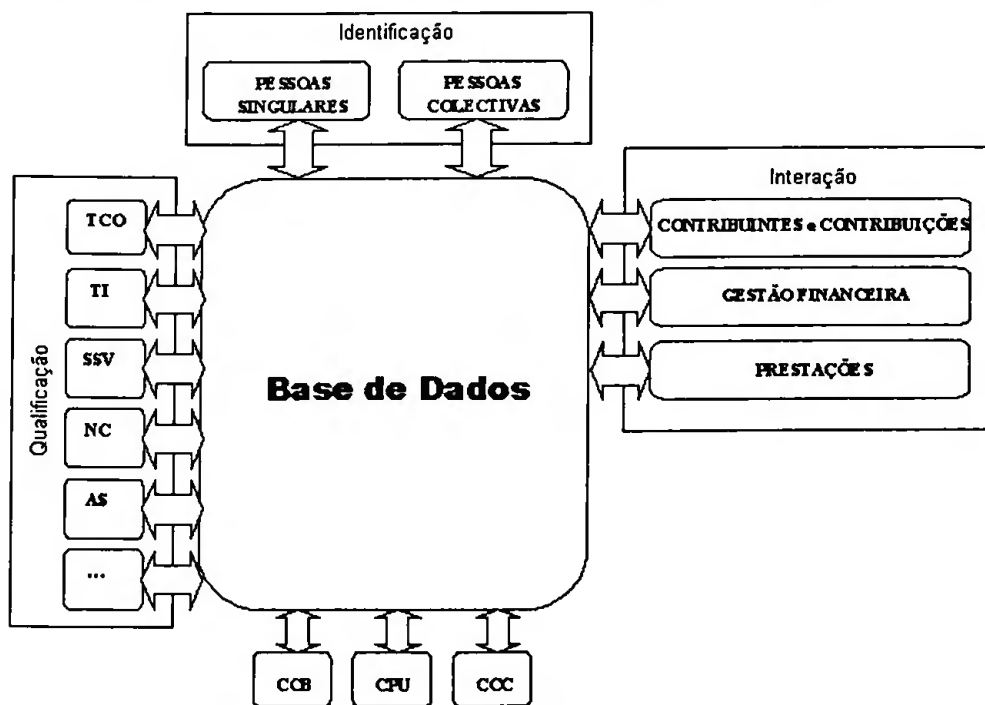 Identificação
PESSOAS
SINGULARES
PESSOAS
COLECTIVAS
Qualificação
TCO
TI
SSV
NC
AS
...
Base de Dados
Interação
CONTRIBUINTES e CONTRIBUIÇÕES
GESTÃO FINANCEIRA
PRESTAÇÕES
CCB
CPU
CCC